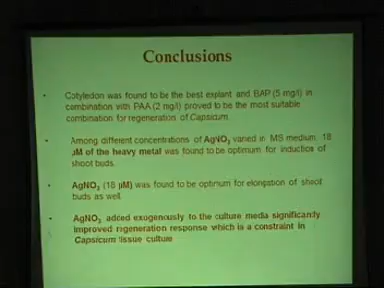 Conclusions
Cotyledon was found to be the best explant and BAP (5 mg/l) in
combination with PAA (2 mg/l) proved to be the most suitable
combination for regeneration of Capsicum.
Among different concentrations of AgNO3 varied in MS medium, 18
µM of the heavy metal was found to be optimum for induction of
shoot buds.
AgNO3 (18 µM) was found to be optimum for elongation of shoot
buds as well.
AgNO3 added exogenously to the culture media significantly
improved regeneration response which is a constraint in
Capsicum tissue culture